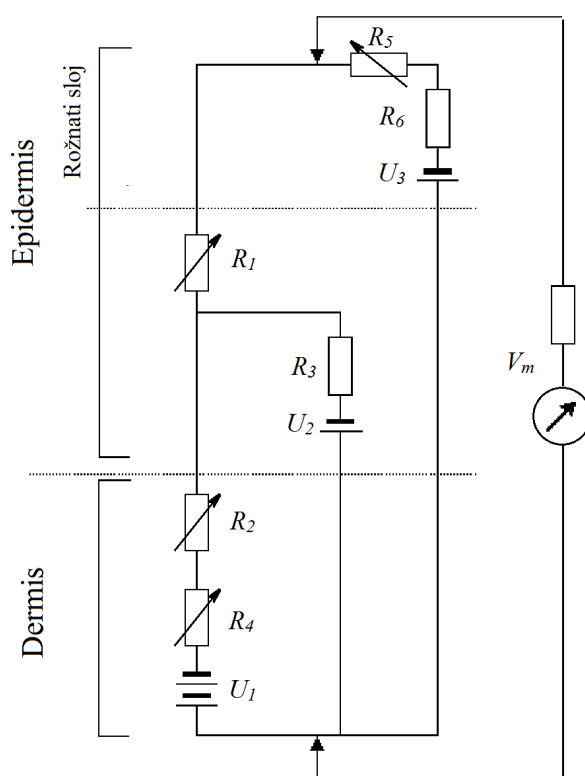 Epidermis
Rožnati sloj
R5
R6
U3
R1
R3
U2
Vm
Dermis
R2
R4
U1